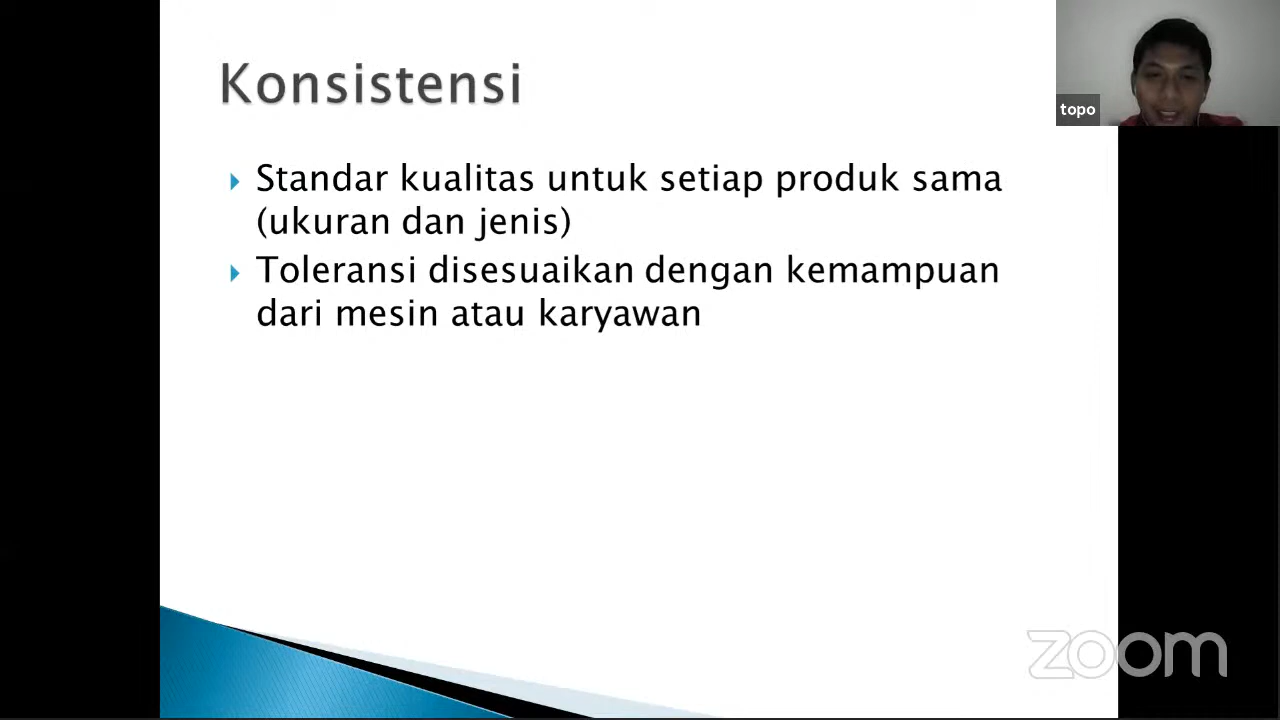 Konsistensi
Standar kualitas untuk setiap produk sama
(ukuran dan jenis)
Toleransi disesuaikan dengan kemampuan
dari mesin atau karyawan
topo
zoom